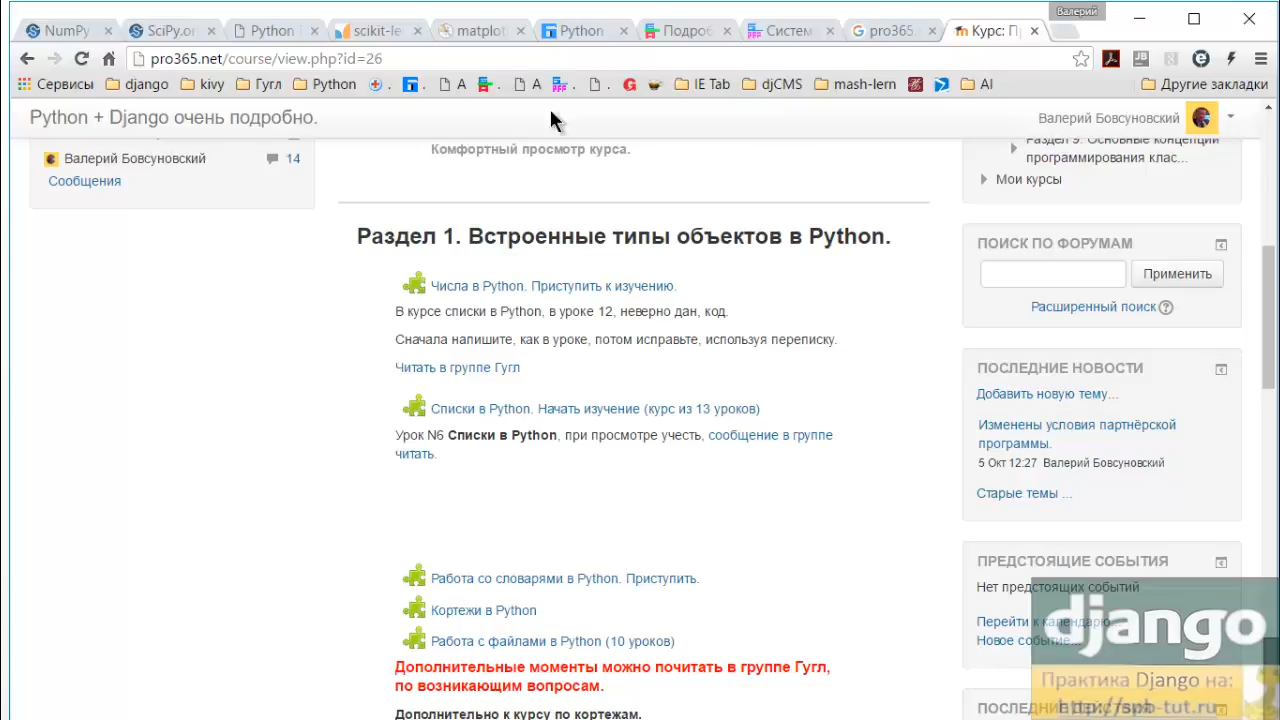 Валерий
NumPy
SciPy.or
Python
scikit-le
matplot
Python
Подроб
Систем
pro365
Курс: П
pro365.net/course/view.php?id=26
Сервисы django kivy Гугл Python A A IE Tab djCMS mash-lern AI Другие закладки
Python + Django очень подробно.
Валерий Бовсуновский
Валерий Бовсуновский 14
Сообщения
Комфортный просмотр курса.
Раздел 1. Встроенные типы объектов в Python.
Числа в Python. Приступить к изучению.
В курсе списки в Python, в уроке 12, неверно дан, код.
Сначала напишите, как в уроке, потом исправьте, используя переписку.
Читать в группе Гугл
Списки в Python. Начать изучение (курс из 13 уроков)
Урок N6 Списки в Python, при просмотре учесть, сообщение в группе
читать.
Работа со словарями в Python. Приступить.
Кортежи в Python
Работа с файлами в Python (10 уроков)
Дополнительные моменты можно почитать в группе Гугл,
по возникающим вопросам.
Дополнительно к курсу по кортежам.
Раздел 9. Основные концепции
программирования клас...
Мои курсы
ПОИСК ПО ФОРУМАМ
Применить
Расширенный поиск
ПОСЛЕДНИЕ НОВОСТИ
Добавить новую тему...
Изменены условия партнёрской
программы.
5 Окт 12:27 Валерий Бовсуновский
Старые темы ...
ПРЕДСТОЯЩИЕ СОБЫТИЯ
Нет предстоящих событий
Перейти к календарю...
Новое событие...
django
Практика Django на:
http://spb-tut.ru